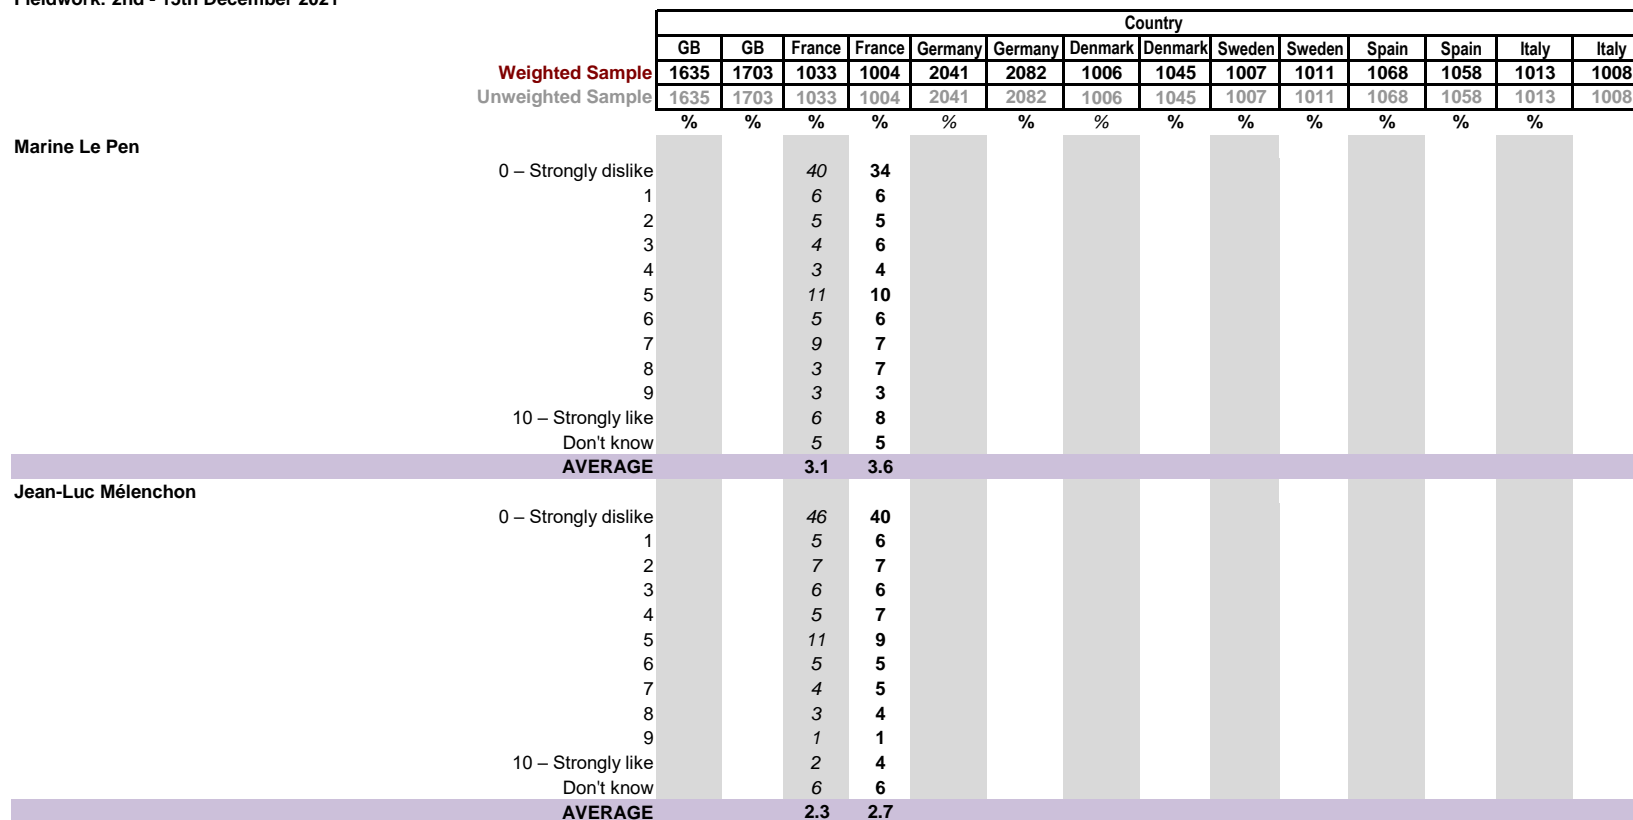 Fieldwork: 2nd - 15th December 2021
Country
GB GB France France Germany Germany Denmark Denmark Sweden Sweden Spain Spain Italy Italy
Weighted Sample 1635 1703 1033 1004 2041 2082 1006 1045 1007 1011 1068 1058 1013 1008
Unweighted Sample 1635 1703 1033 1004 2041 2082 1006 1045 1007 1011 1068 1058 1013 1008
% % % % % % % % % % % % %
Marine Le Pen
0 – Strongly dislike 40 34
1 6 6
2 5 5
3 4 6
4 3 4
5 11 10
6 5 6
7 9 7
8 3 7
9 3 3
10 – Strongly like 6 8
Don't know 5 5
AVERAGE 3.1 3.6
Jean-Luc Mélenchon
0 – Strongly dislike 46 40
1 5 6
2 7 7
3 6 6
4 5 7
5 11 9
6 5 5
7 4 5
8 3 4
9 1 1
10 – Strongly like 2 4
Don't know 6 6
AVERAGE 2.3 2.7